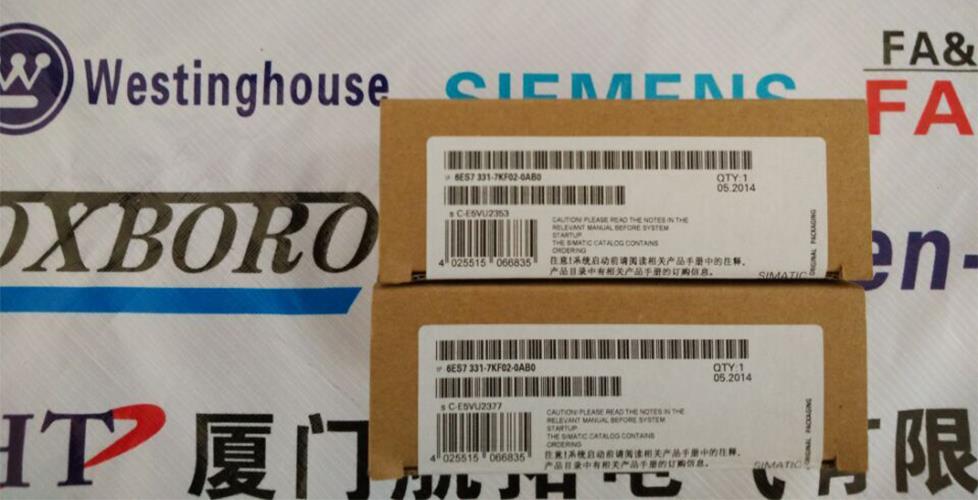 Westinghouse
SIEMENS
FA&
FA
OXBORO
en-
HT
厦门航拓电气有限
1P 6ES7 331-7KF02-0AB0
QTY:1
05.2014
S C-E5VU2353
CAUTION! PLEASE READ THE NOTES IN THE
RELEVANT MANUAL BEFORE SYSTEM
STARTUP
THE SIMATIC CATALOG CONTAINS
ORDERING
注意!系统启动前请阅读相关产品手册中的注释。
产品目录中有相关产品手册的订购信息。
4 025515 066835
SIMATIC
ORIGINAL PACKAGING
1P 6ES7 331-7KF02-0AB0
QTY:1
05.2014
S C-E5VU2377
CAUTION! PLEASE READ THE NOTES IN THE
RELEVANT MANUAL BEFORE SYSTEM
STARTUP
THE SIMATIC CATALOG CONTAINS
ORDERING
注意!系统启动前请阅读相关产品手册中的注释。
产品目录中有相关产品手册的订购信息。
4 025515 066835
SIMATIC
ORIGINAL PACKAGING